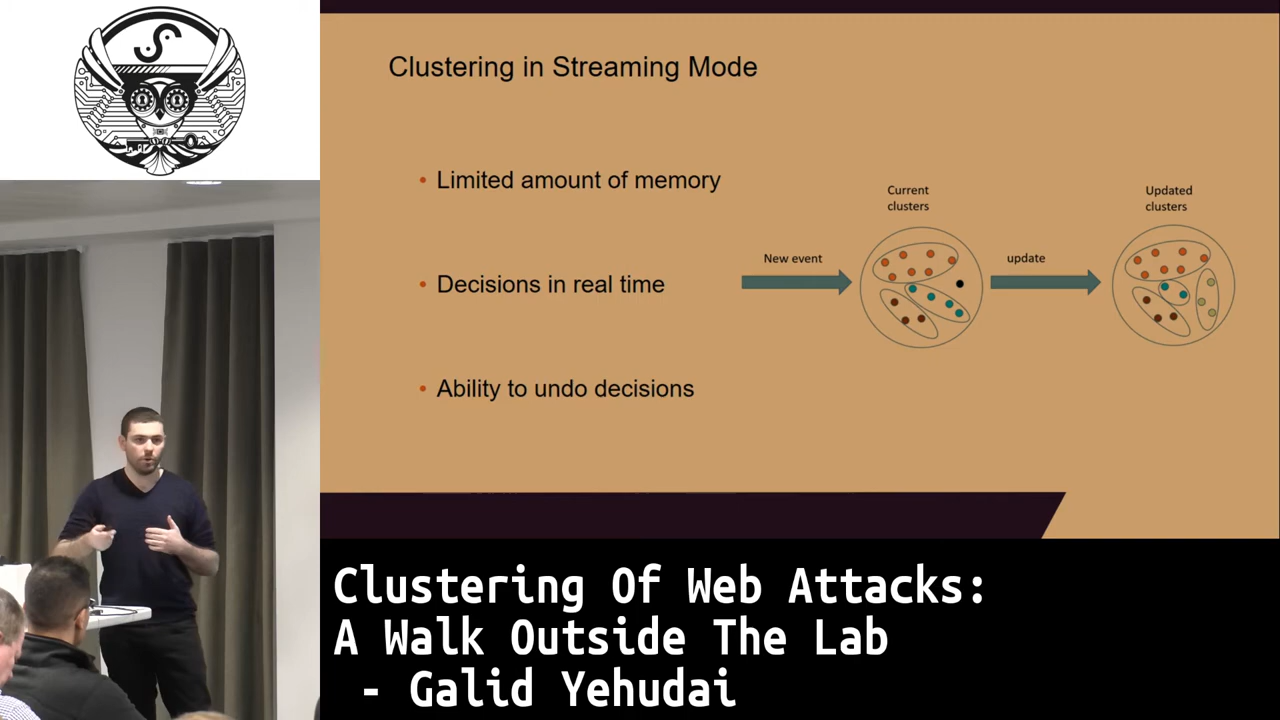 Clustering in Streaming Mode
• Limited amount of memory
• Decisions in real time
• Ability to undo decisions
New event
Current
clusters
update
Updated
clusters
Clustering Of Web Attacks:
A Walk Outside The Lab
- Galid Yehudai